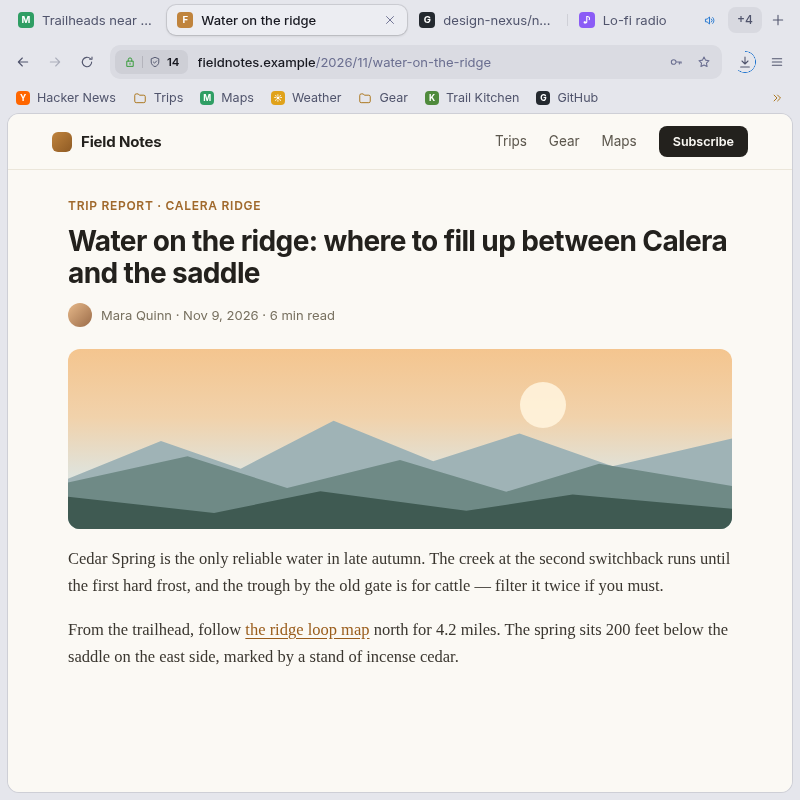 M Trailheads near ...
F Water on the ridge
G design-nexus/n...
Lo-fi radio
+4
14 fieldnotes.example/2026/11/water-on-the-ridge
Y Hacker News
Trips
M Maps
Weather
Gear
K Trail Kitchen
G GitHub
Field Notes
Trips
Gear
Maps
Subscribe
TRIP REPORT · CALERA RIDGE
Water on the ridge: where to fill up between Calera
and the saddle
Mara Quinn · Nov 9, 2026 · 6 min read
Cedar Spring is the only reliable water in late autumn. The creek at the second switchback runs until
the first hard frost, and the trough by the old gate is for cattle — filter it twice if you must.
From the trailhead, follow the ridge loop map north for 4.2 miles. The spring sits 200 feet below the
saddle on the east side, marked by a stand of incense cedar.